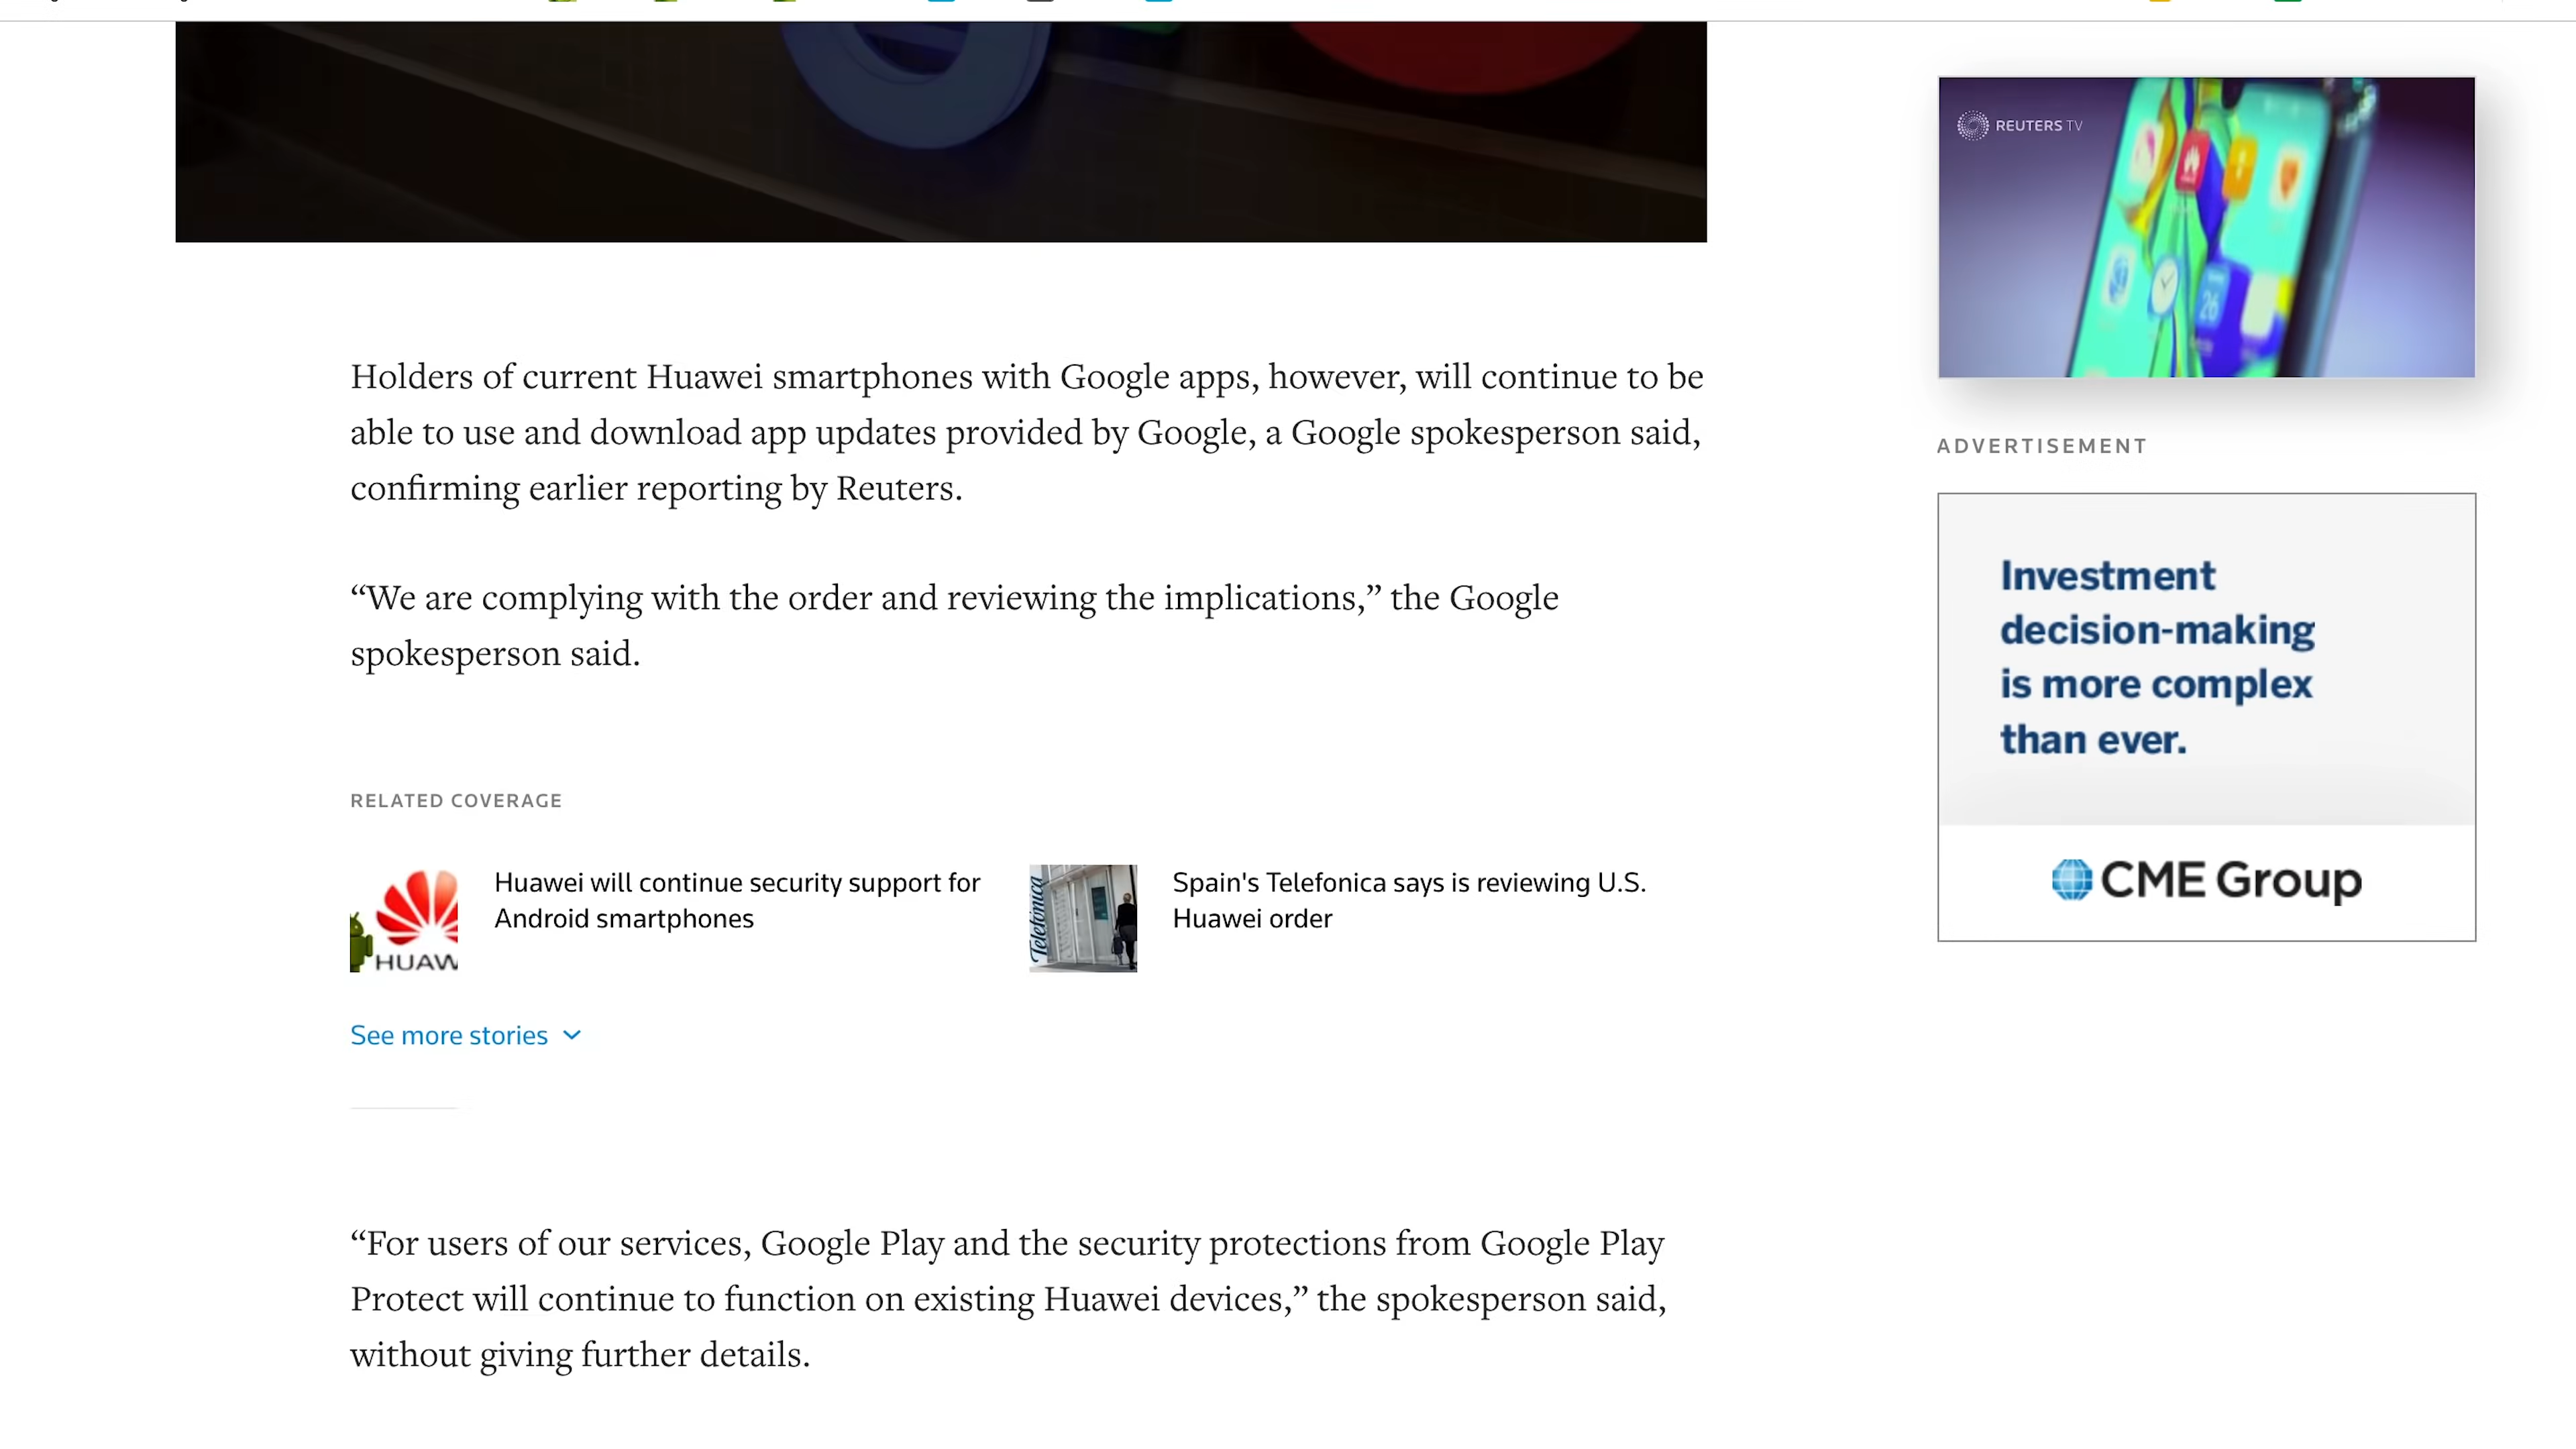 Holders of current Huawei smartphones with Google apps, however, will continue to be
able to use and download app updates provided by Google, a Google spokesperson said,
confirming earlier reporting by Reuters.
“We are complying with the order and reviewing the implications,” the Google
spokesperson said.
RELATED COVERAGE
HUAW
Huawei will continue security support for
Android smartphones
Telefónica
Spain's Telefonica says is reviewing U.S.
Huawei order
See more stories
“For users of our services, Google Play and the security protections from Google Play
Protect will continue to function on existing Huawei devices,” the spokesperson said,
without giving further details.
REUTERS TV
26
ADVERTISEMENT
Investment
decision-making
is more complex
than ever.
CME Group